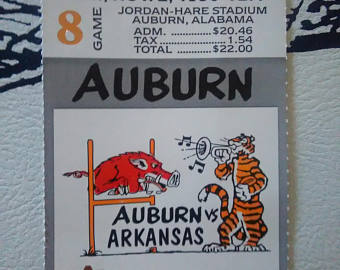 8
GAME
JORDAN-HARE STADIUM
AUBURN, ALABAMA
ADM. ................ $20.46
TAX ..................... 1.54
TOTAL .............. $22.00
AUBURN
AUBURN VS
ARKANSAS